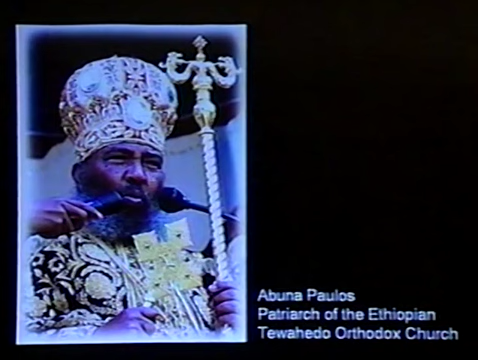 Abuna Paulos
Patriarch of the Ethiopian
Tewahedo Orthodox Church